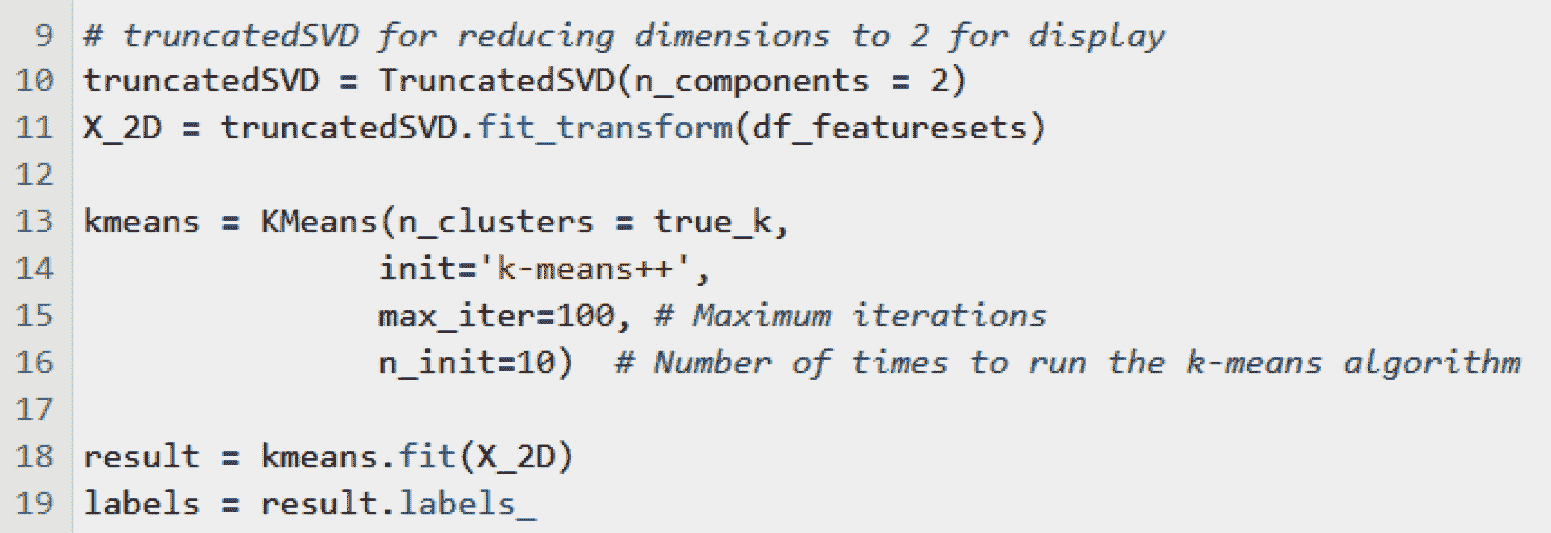 9 # truncatedSVD for reducing dimensions to 2 for display
10 truncatedSVD = TruncatedSVD(n_components = 2)
11 X_2D = truncatedSVD.fit_transform(df_featuresets)
12
13 kmeans = KMeans(n_clusters = true_k,
14 init='k-means++',
15 max_iter=100, # Maximum iterations
16 n_init=10) # Number of times to run the k-means algorithm
17
18 result = kmeans.fit(X_2D)
19 labels = result.labels_